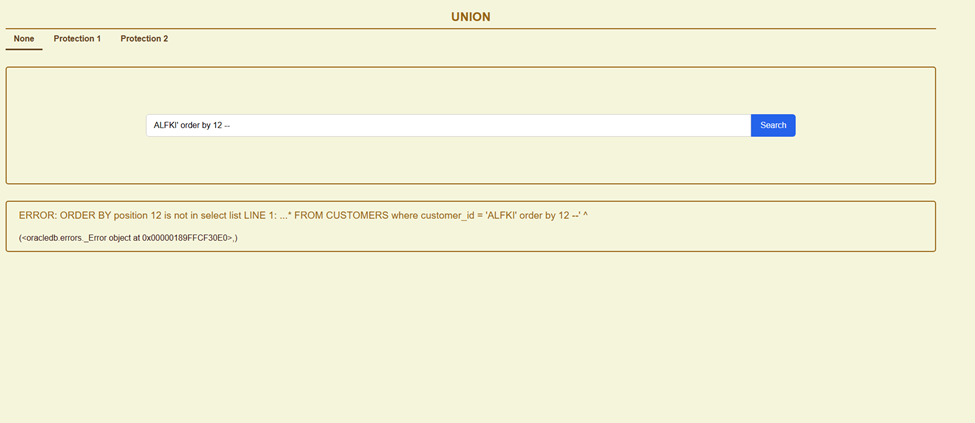 UNION
None Protection 1 Protection 2
ALFKI' order by 12 --
Search
ERROR: ORDER BY position 12 is not in select list LINE 1: ...* FROM CUSTOMERS where customer_id = 'ALFKI' order by 12 --' ^
(<oracledb.errors._Error object at 0x00000189FFCF30E0>,)